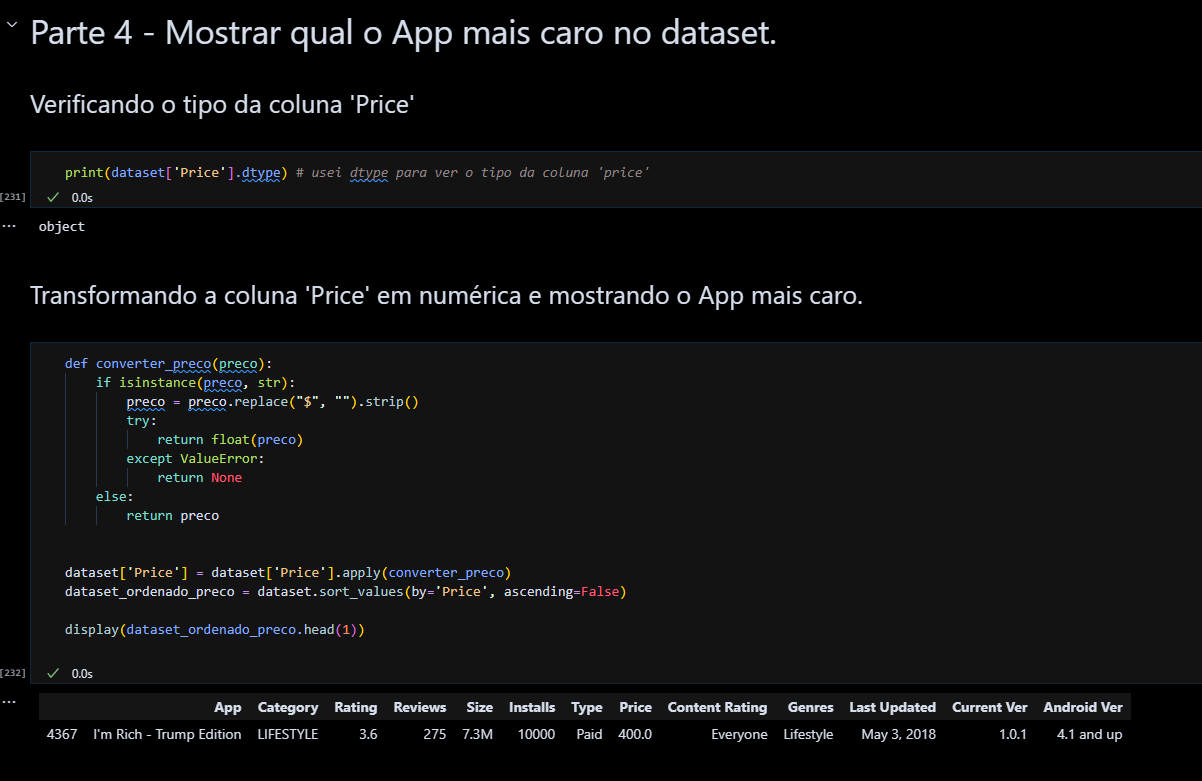 Parte 4 - Mostrar qual o App mais caro no dataset.
Verificando o tipo da coluna 'Price'
print(dataset['Price'].dtype) # usei dtype para ver o tipo da coluna 'price'
[231] 0.0s
... object
Transformando a coluna 'Price' em numérica e mostrando o App mais caro.
def converter_preco(preco):
    if isinstance(preco, str):
        preco = preco.replace("$", "").strip()
        try:
            return float(preco)
        except ValueError:
            return None
    else:
        return preco
dataset['Price'] = dataset['Price'].apply(converter_preco)
dataset_ordenado_preco = dataset.sort_values(by='Price', ascending=False)
display(dataset_ordenado_preco.head(1))
[232] 0.0s
...
App Category Rating Reviews Size Installs Type Price Content Rating Genres Last Updated Current Ver Android Ver
4367 I'm Rich - Trump Edition LIFESTYLE 3.6 275 7.3M 10000 Paid 400.0 Everyone Lifestyle May 3, 2018 1.0.1 4.1 and up